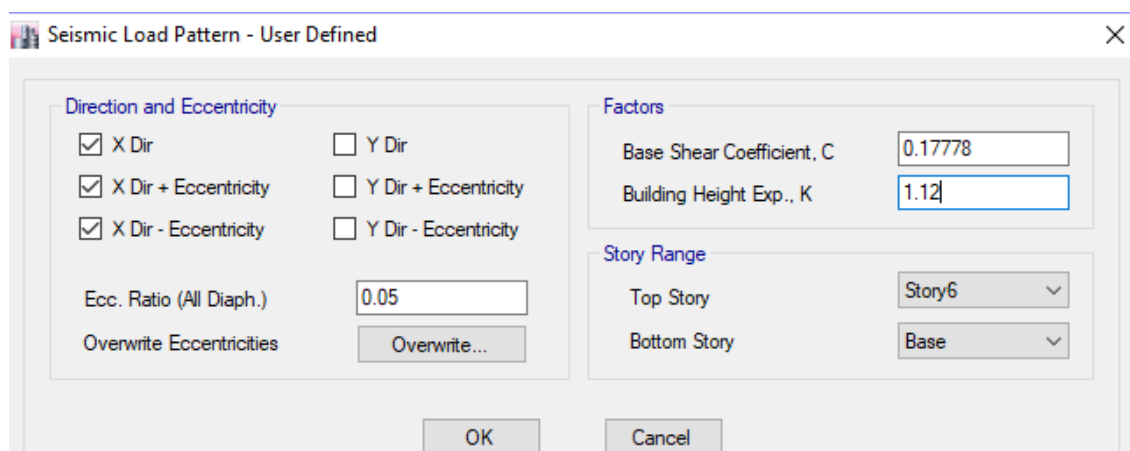 Seismic Load Pattern - User Defined
Direction and Eccentricity
X Dir
Y Dir
X Dir + Eccentricity
Y Dir + Eccentricity
X Dir - Eccentricity
Y Dir - Eccentricity
Ecc. Ratio (All Diaph.)
0.05
Overwrite Eccentricities
Overwrite...
Factors
Base Shear Coefficient, C
0.17778
Building Height Exp., K
1.12
Story Range
Top Story
Story6
Bottom Story
Base
OK
Cancel